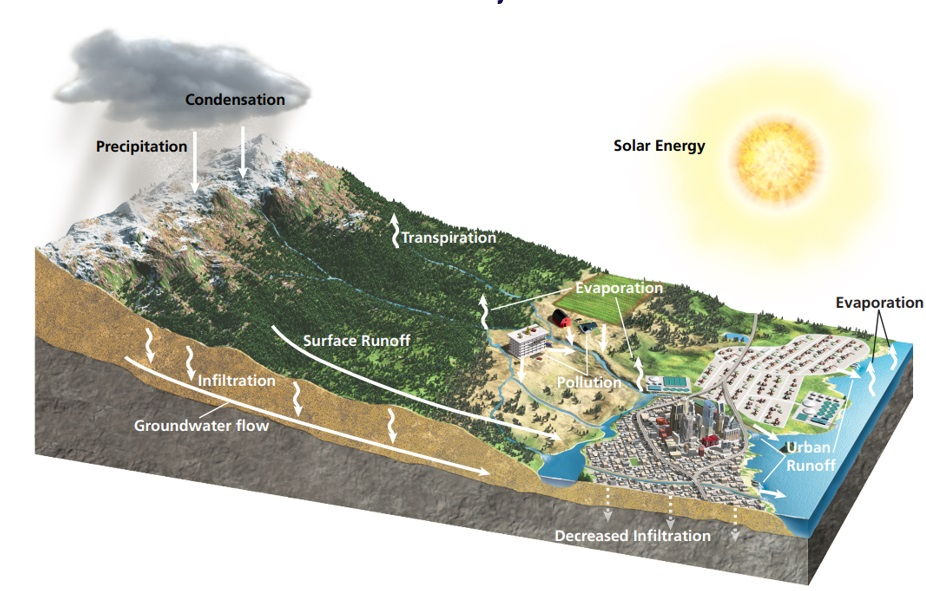 Condensation
Precipitation
Solar Energy
Transpiration
Evaporation
Evaporation
Surface Runoff
Infiltration
Pollution
Groundwater flow
Urban
Runoff
Decreased Infiltration